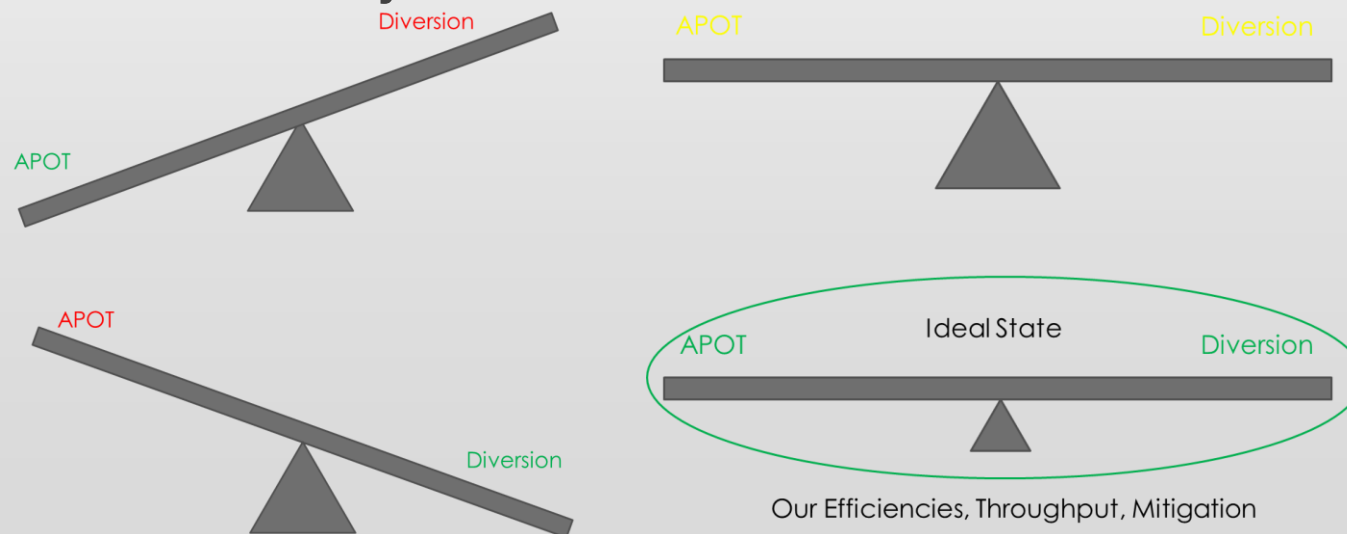 Diversion
APOT
APOT
Diversion
APOT
Diversion
Ideal State
APOT
Diversion
Our Efficiencies, Throughput, Mitigation